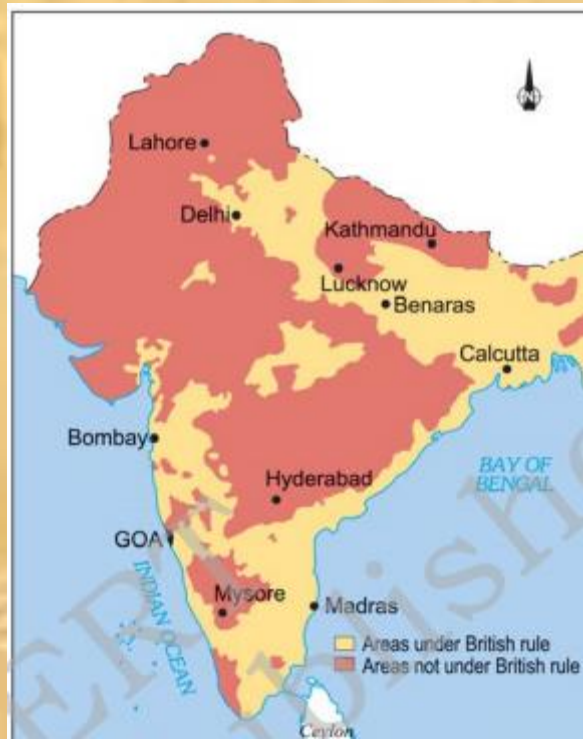 N
Lahore
Delhi
Kathmandu
Lucknow
Benaras
Calcutta
Bombay
Hyderabad
BAY OF
BENGAL
GOA
INDIAN OCEAN
Mysore
Madras
Areas under British rule
Areas not under British rule
Ceylon